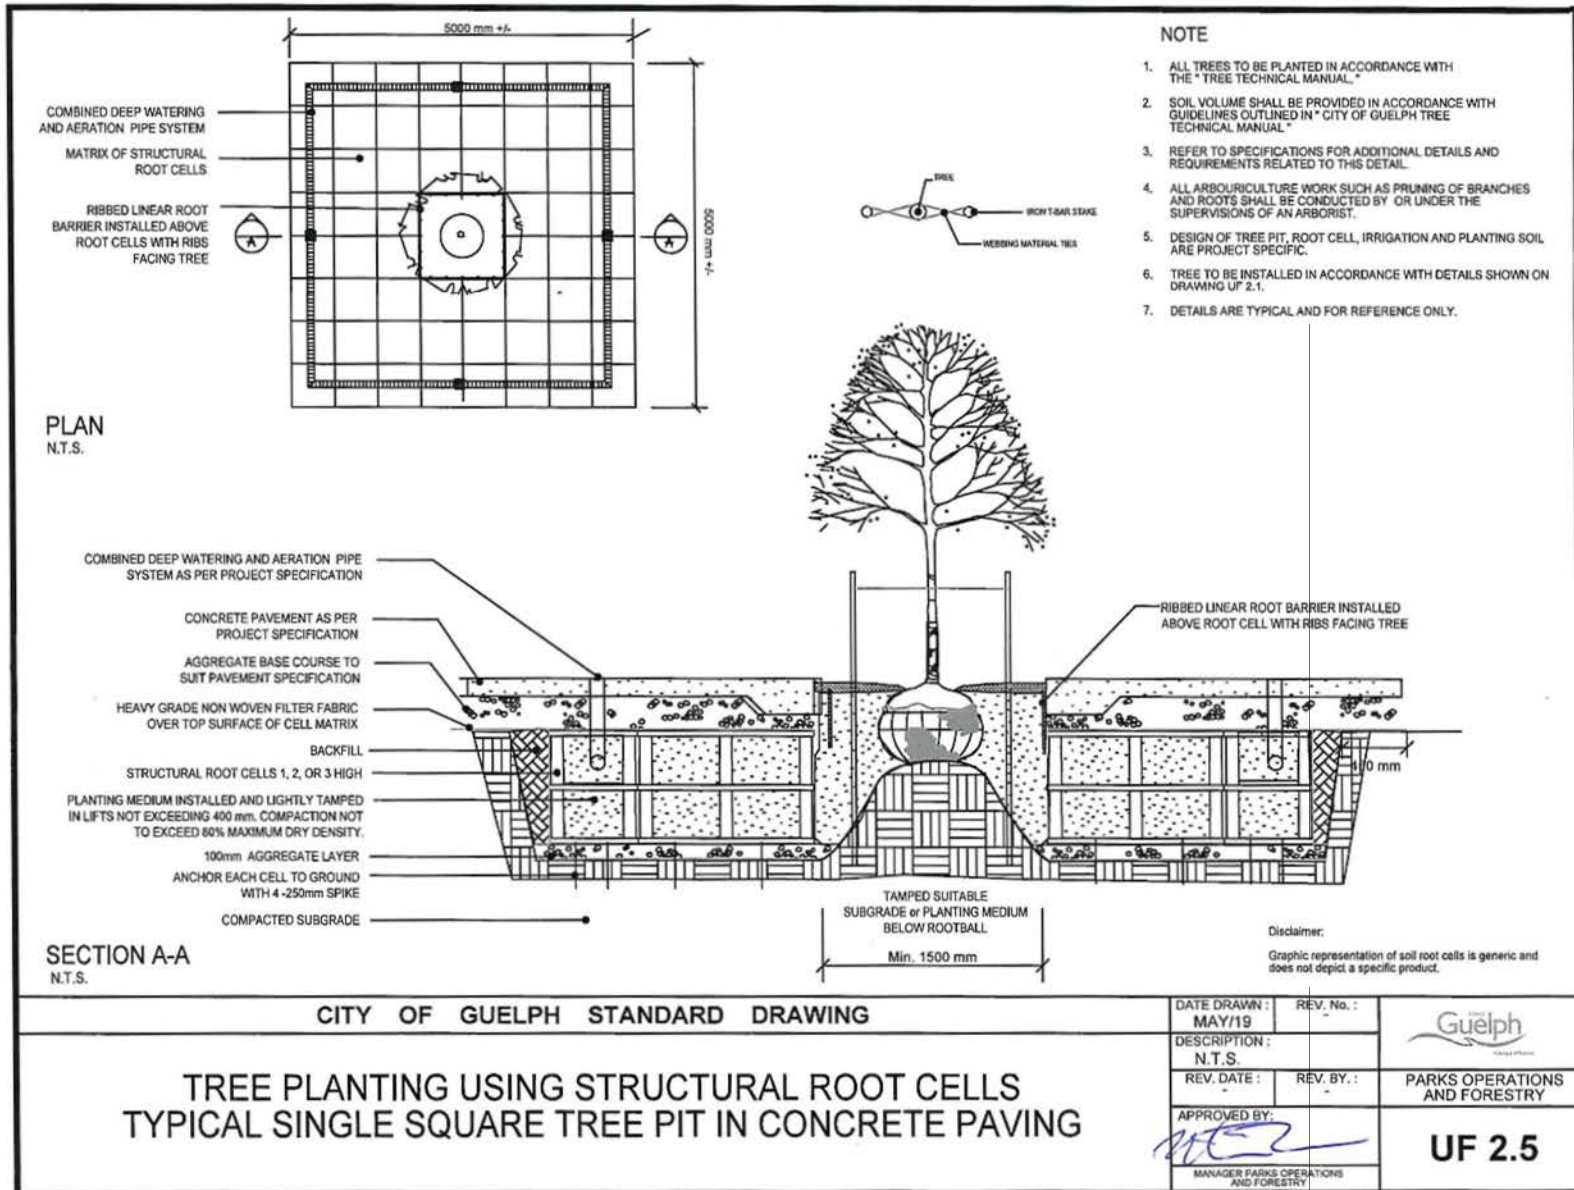 5000 mm +/-
COMBINED DEEP WATERING
AND AERATION PIPE SYSTEM
MATRIX OF STRUCTURAL
ROOT CELLS
RIBBED LINEAR ROOT
BARRIER INSTALLED ABOVE
ROOT CELLS WITH RIBS
FACING TREE
A
A
5000 mm +/-
PLAN
N.T.S.
TREE
IRON T-BAR STAKE
WEBBING MATERIAL TIES
NOTE
1. ALL TREES TO BE PLANTED IN ACCORDANCE WITH
THE " TREE TECHNICAL MANUAL."
2. SOIL VOLUME SHALL BE PROVIDED IN ACCORDANCE WITH
GUIDELINES OUTLINED IN " CITY OF GUELPH TREE
TECHNICAL MANUAL "
3. REFER TO SPECIFICATIONS FOR ADDITIONAL DETAILS AND
REQUIREMENTS RELATED TO THIS DETAIL.
4. ALL ARBOURICULTURE WORK SUCH AS PRUNING OF BRANCHES
AND ROOTS SHALL BE CONDUCTED BY OR UNDER THE
SUPERVISIONS OF AN ARBORIST.
5. DESIGN OF TREE PIT, ROOT CELL, IRRIGATION AND PLANTING SOIL
ARE PROJECT SPECIFIC.
6. TREE TO BE INSTALLED IN ACCORDANCE WITH DETAILS SHOWN ON
DRAWING UF 2.1.
7. DETAILS ARE TYPICAL AND FOR REFERENCE ONLY.
COMBINED DEEP WATERING AND AERATION PIPE
SYSTEM AS PER PROJECT SPECIFICATION
CONCRETE PAVEMENT AS PER
PROJECT SPECIFICATION
AGGREGATE BASE COURSE TO
SUIT PAVEMENT SPECIFICATION
HEAVY GRADE NON WOVEN FILTER FABRIC
OVER TOP SURFACE OF CELL MATRIX
BACKFILL
STRUCTURAL ROOT CELLS 1, 2, OR 3 HIGH
PLANTING MEDIUM INSTALLED AND LIGHTLY TAMPED
IN LIFTS NOT EXCEEDING 400 mm. COMPACTION NOT
TO EXCEED 80% MAXIMUM DRY DENSITY.
100mm AGGREGATE LAYER
ANCHOR EACH CELL TO GROUND
WITH 4 -250mm SPIKE
COMPACTED SUBGRADE
RIBBED LINEAR ROOT BARRIER INSTALLED
ABOVE ROOT CELL WITH RIBS FACING TREE
mm
TAMPED SUITABLE
SUBGRADE or PLANTING MEDIUM
BELOW ROOTBALL
Min. 1500 mm
SECTION A-A
N.T.S.
Disclaimer:
Graphic representation of soil root cells is generic and
does not depict a specific product.
CITY OF GUELPH STANDARD DRAWING
TREE PLANTING USING STRUCTURAL ROOT CELLS
TYPICAL SINGLE SQUARE TREE PIT IN CONCRETE PAVING
DATE DRAWN :
MAY/19
REV. No. :
-
DESCRIPTION :
N.T.S.
REV. DATE :
-
REV. BY. :
-
APPROVED BY:
MANAGER PARKS OPERATIONS
AND FORESTRY
Guelph
PARKS OPERATIONS
AND FORESTRY
UF 2.5